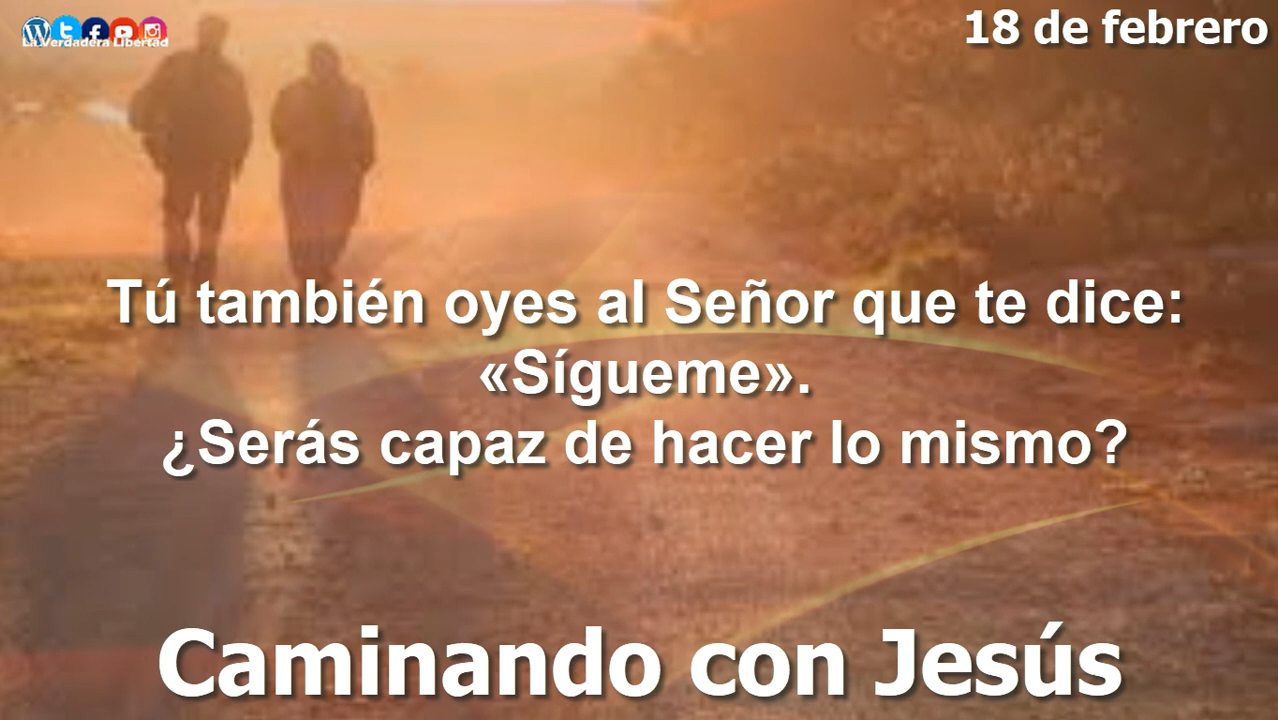 La Verdadera Libertad
18 de febrero
Tú también oyes al Señor que te dice:
«Sígueme».
¿Serás capaz de hacer lo mismo?
Caminando con Jesús